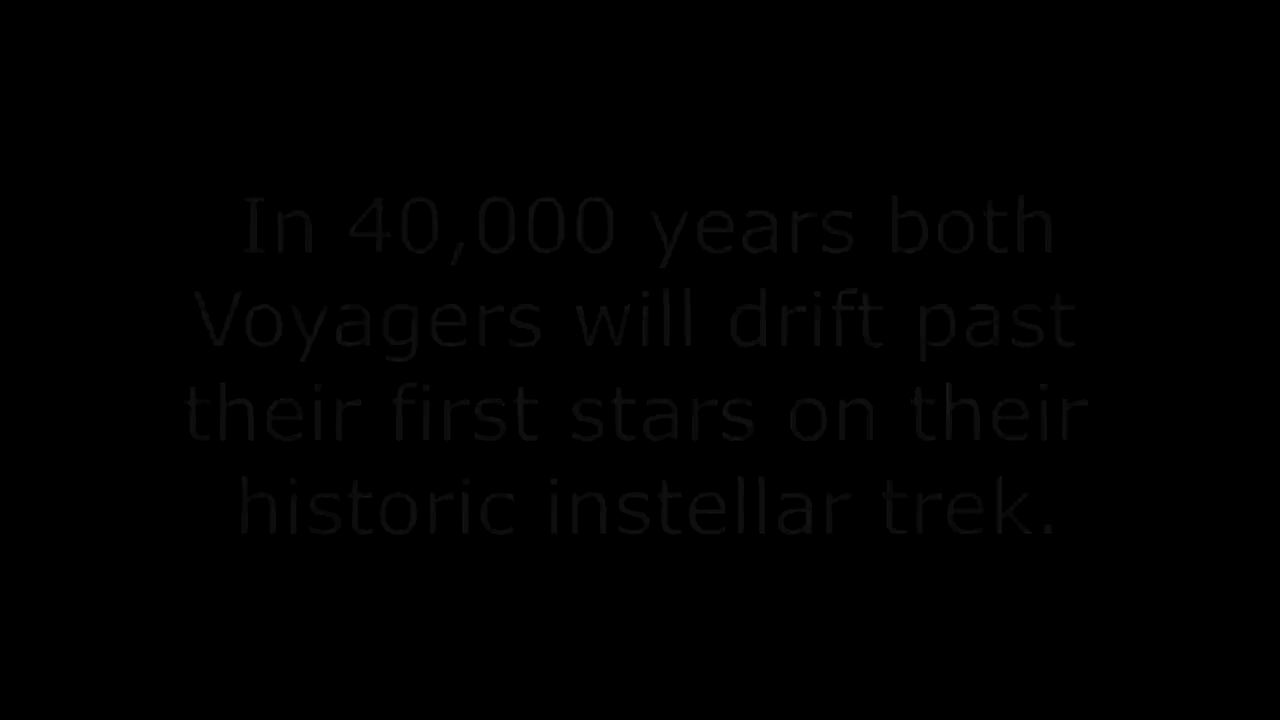 In 40,000 years both
Voyagers will drift past
their first stars on their
historic instellar trek.